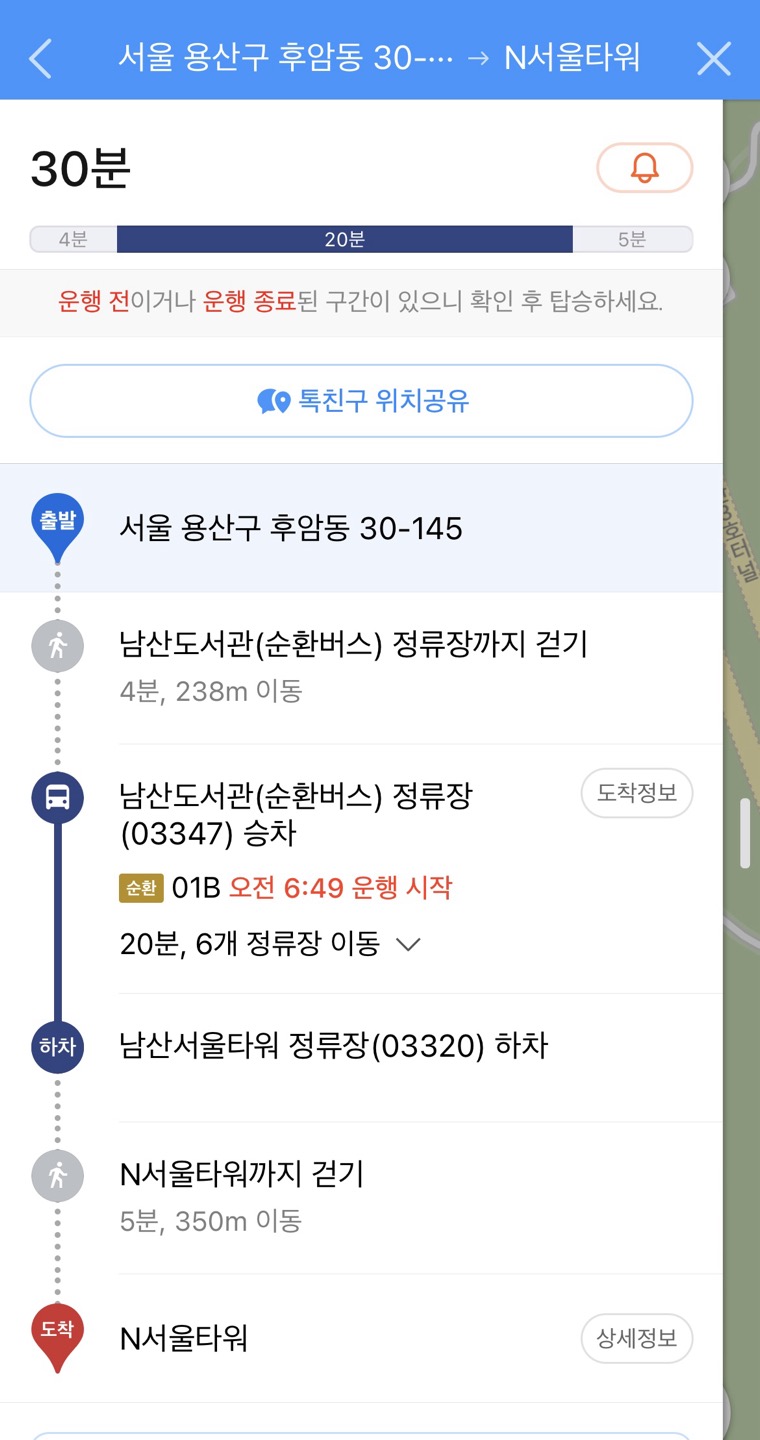 서울 용산구 후암동 30-··· → N서울타워
30분
4분 20분 5분
운행 전이거나 운행 종료된 구간이 있으니 확인 후 탑승하세요.
톡친구 위치공유
출발 서울 용산구 후암동 30-145
남산도서관(순환버스) 정류장까지 걷기
4분, 238m 이동
남산도서관(순환버스) 정류장 도착정보
(03347) 승차
순환 01B 오전 6:49 운행 시작
20분, 6개 정류장 이동
하차 남산서울타워 정류장(03320) 하차
N서울타워까지 걷기
5분, 350m 이동
도착 N서울타워 상세정보